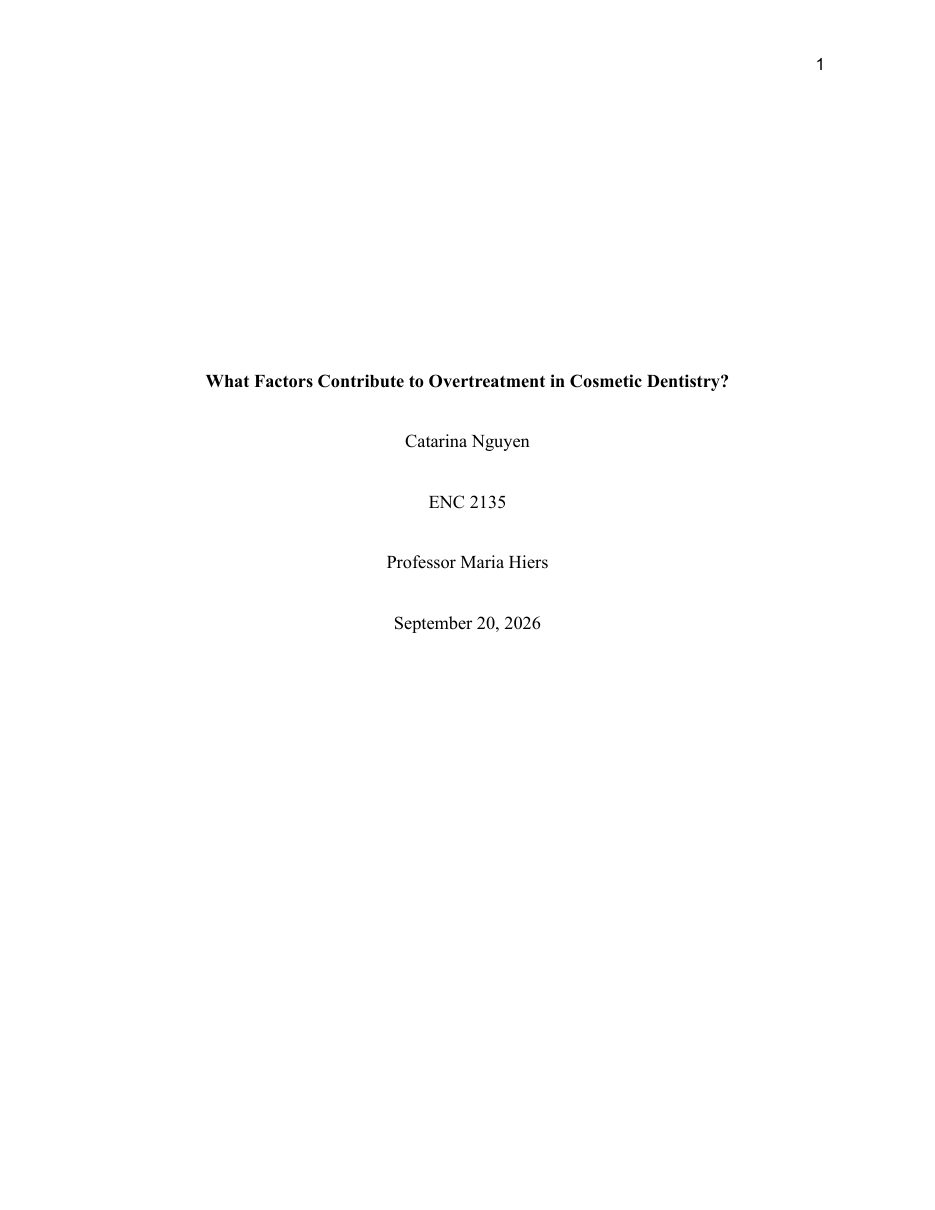 1
What Factors Contribute to Overtreatment in Cosmetic Dentistry?
Catarina Nguyen
ENC 2135
Professor Maria Hiers
September 20, 2026